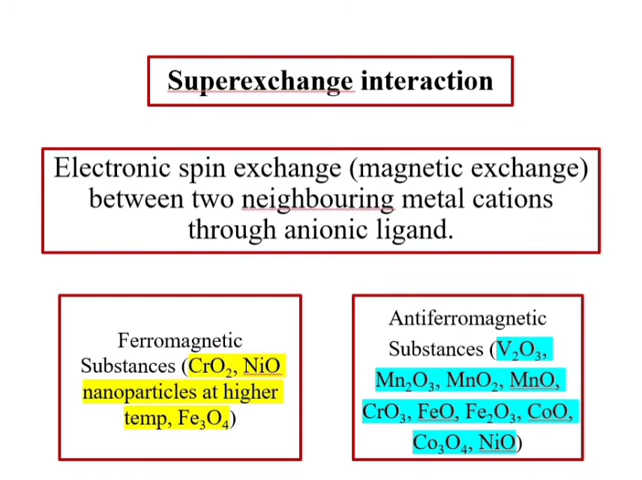 Superexchange interaction
Electronic spin exchange (magnetic exchange)
between two neighbouring metal cations
through anionic ligand.
Ferromagnetic
Substances (CrO₂, NiO
nanoparticles at higher
temp, Fe₃O₄)
Antiferromagnetic
Substances (V₂O₃,
Mn₂O₃, MnO₂, MnO,
CrO₃, FeO, Fe₂O₃, CoO,
Co₃O₄, NiO)